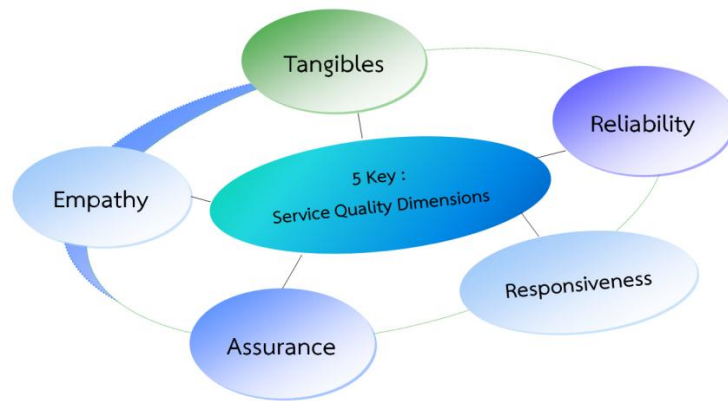 Tangibles
Reliability
5 Key :
Service Quality Dimensions
Empathy
Responsiveness
Assurance